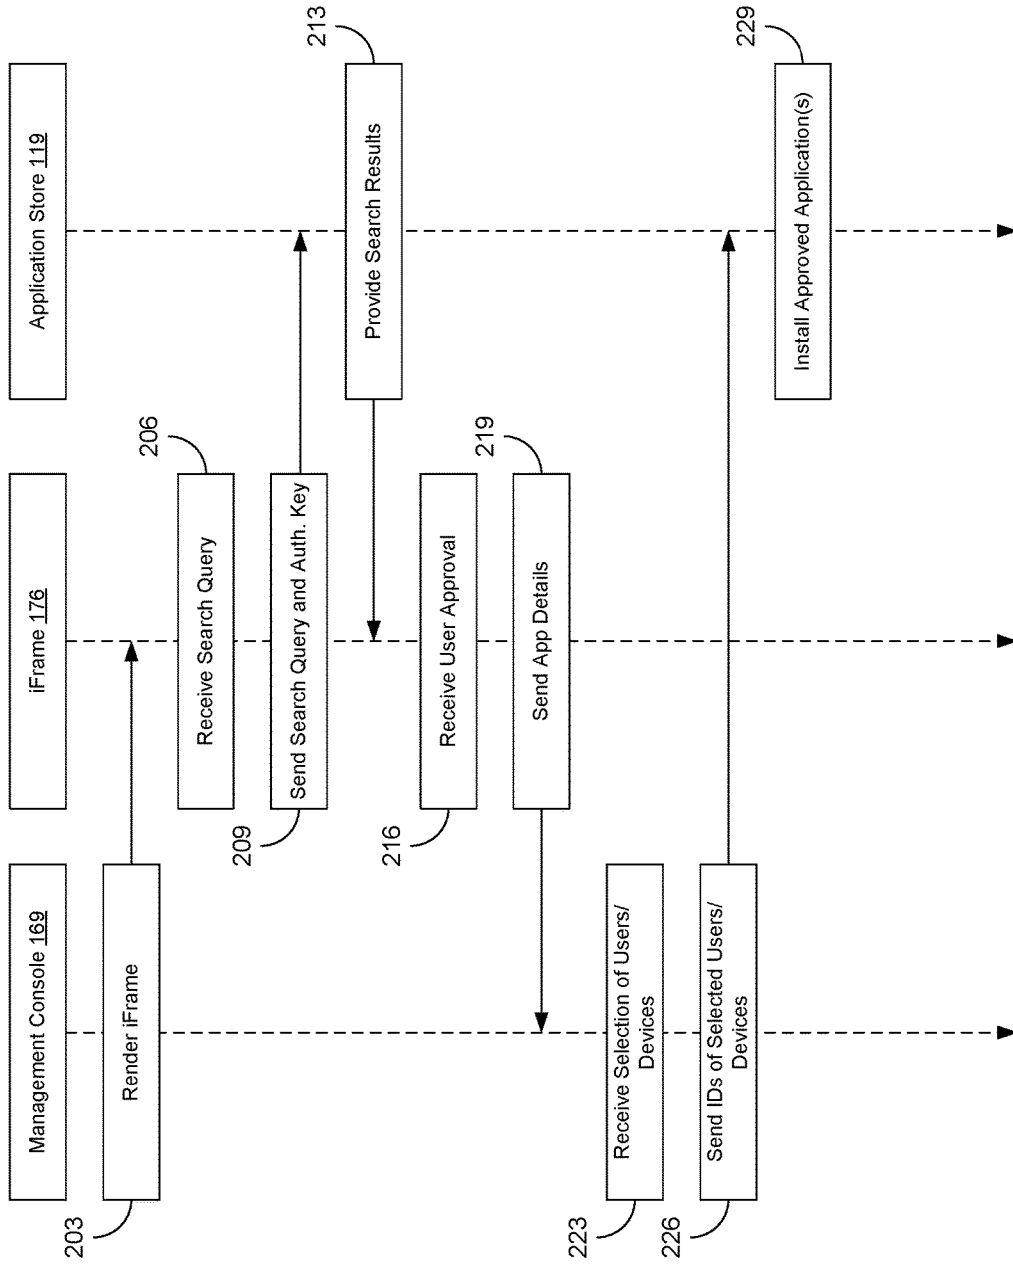 Management Console 169
iFrame 176
Application Store 119
203
Render iFrame
206
Receive Search Query
209
Send Search Query and Auth. Key
213
Provide Search Results
216
Receive User Approval
219
Send App Details
223
Receive Selection of Users/
Devices
226
Send IDs of Selected Users/
Devices
229
Install Approved Application(s)